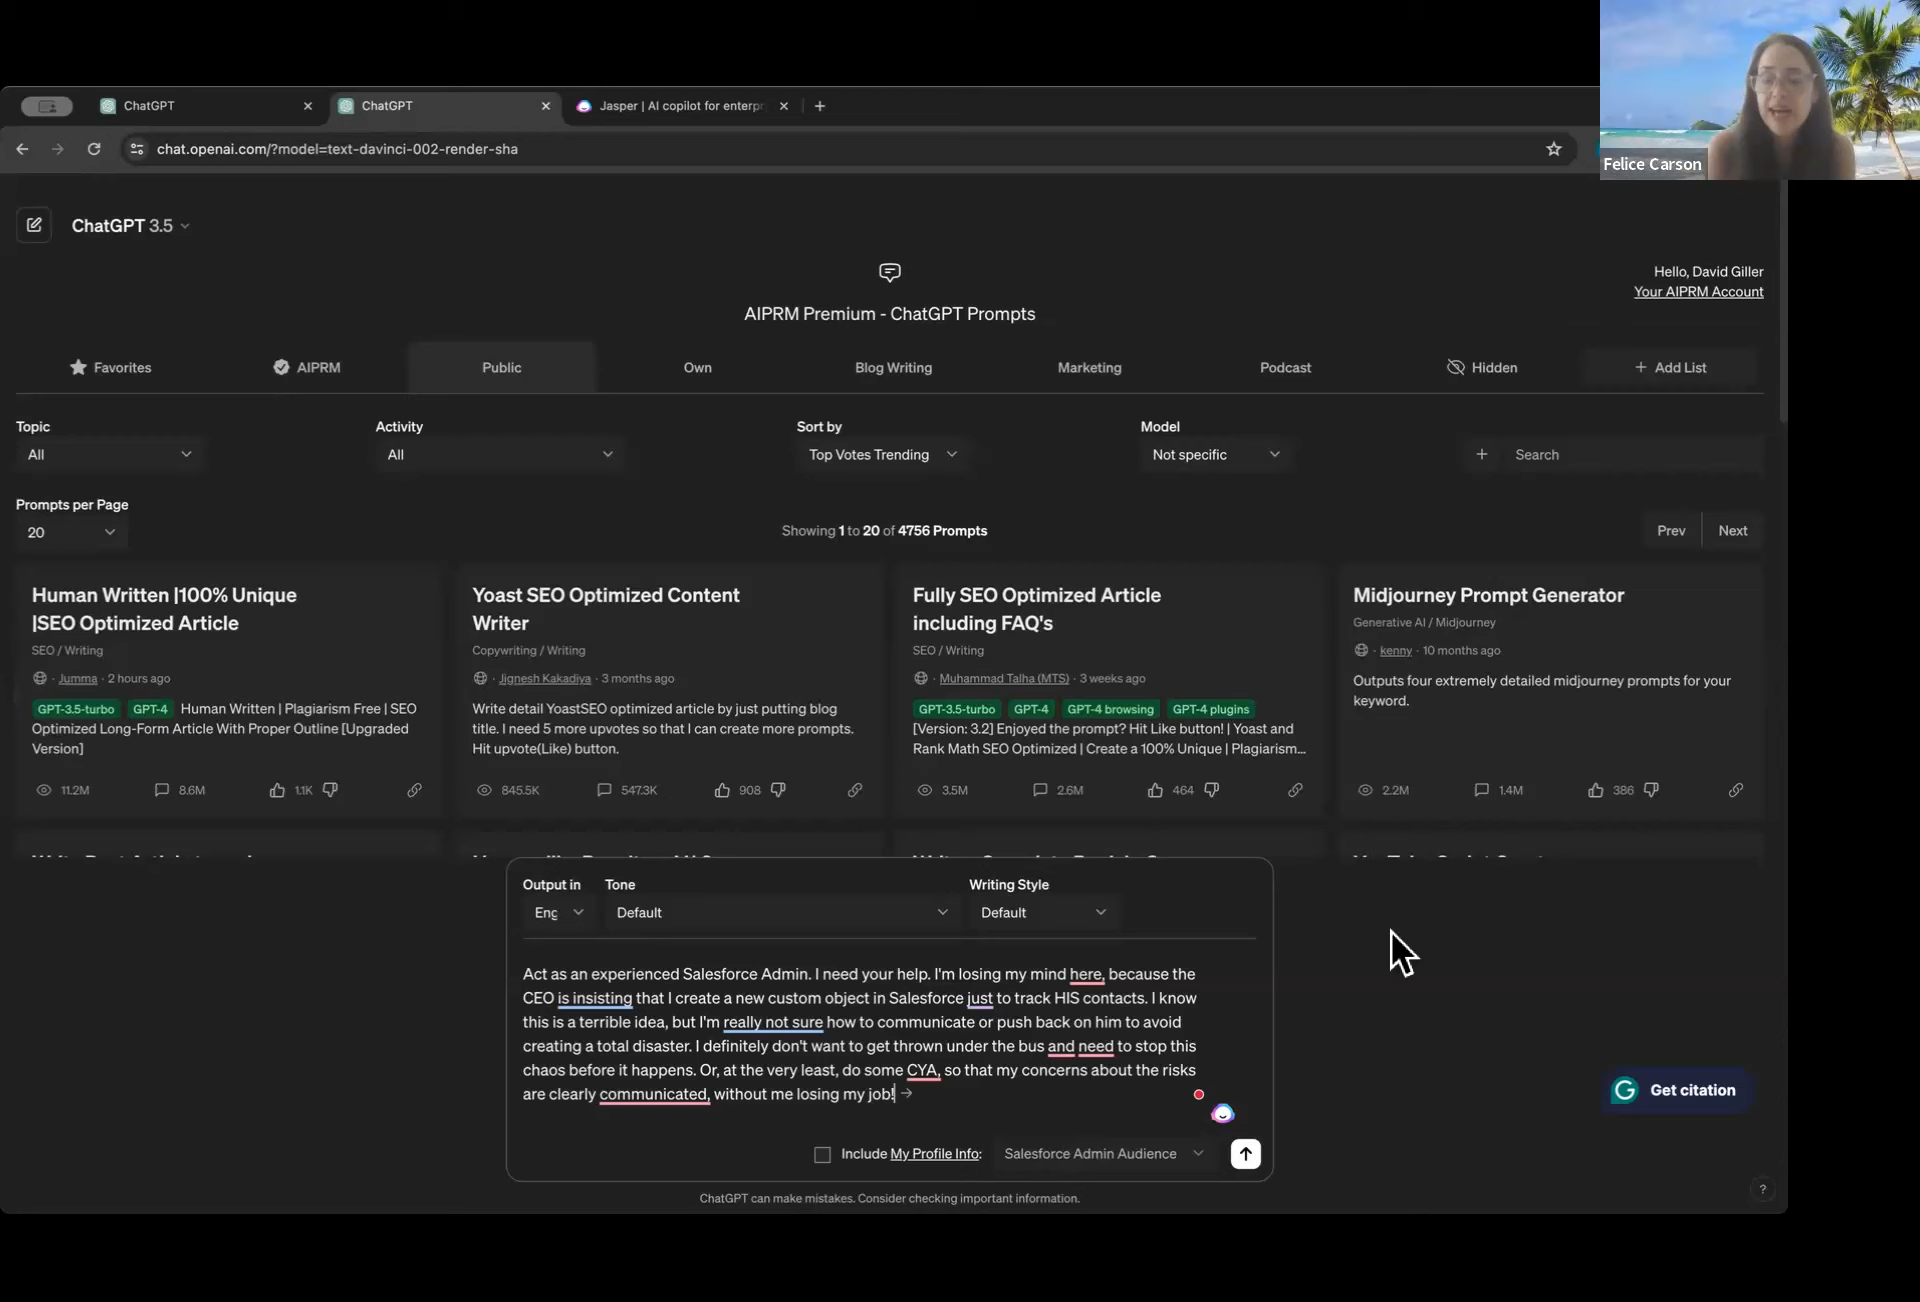 ChatGPT
ChatGPT
Jasper | AI copilot for enterpr
Felice Carson
chat.openai.com/?model=text-davinci-002-render-sha
ChatGPT 3.5
Hello, David Giller
Your AIPRM Account
AIPRM Premium - ChatGPT Prompts
Favorites AIPRM Public Own Blog Writing Marketing Podcast Hidden + Add List
Topic Activity Sort by Model
All All Top Votes Trending Not specific + Search
Prompts per Page
20 Showing 1 to 20 of 4756 Prompts Prev Next
Human Written |100% Unique
|SEO Optimized Article
SEO / Writing
· Jumma · 2 hours ago
GPT-3.5-turbo GPT-4 Human Written | Plagiarism Free | SEO
Optimized Long-Form Article With Proper Outline [Upgraded
Version]
11.2M 8.6M 1.1K
Yoast SEO Optimized Content
Writer
Copywriting / Writing
· Jignesh Kakadiya · 3 months ago
Write detail YoastSEO optimized article by just putting blog
title. I need 5 more upvotes so that I can create more prompts.
Hit upvote(Like) button.
845.5K 547.3K 908
Fully SEO Optimized Article
including FAQ's
SEO / Writing
· Muhammad Talha (MTS) · 3 weeks ago
GPT-3.5-turbo GPT-4 GPT-4 browsing GPT-4 plugins
[Version: 3.2] Enjoyed the prompt? Hit Like button! | Yoast and
Rank Math SEO Optimized | Create a 100% Unique | Plagiarism...
3.5M 2.6M 464
Midjourney Prompt Generator
Generative AI / Midjourney
· kenny · 10 months ago
Outputs four extremely detailed midjourney prompts for your
keyword.
2.2M 1.4M 386
Output in Tone Writing Style
Eng Default Default
Act as an experienced Salesforce Admin. I need your help. I'm losing my mind here, because the
CEO is insisting that I create a new custom object in Salesforce just to track HIS contacts. I know
this is a terrible idea, but I'm really not sure how to communicate or push back on him to avoid
creating a total disaster. I definitely don't want to get thrown under the bus and need to stop this
chaos before it happens. Or, at the very least, do some CYA, so that my concerns about the risks
are clearly communicated, without me losing my job! →
Include My Profile Info: Salesforce Admin Audience
Get citation
ChatGPT can make mistakes. Consider checking important information.
?